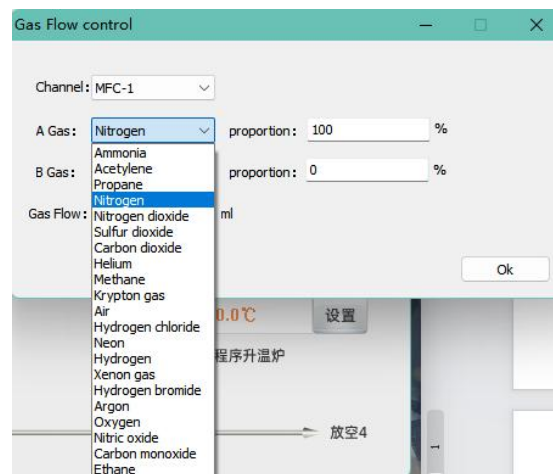 Gas Flow control
Channel: MFC-1
A Gas: Nitrogen proportion: 100 %
B Gas: proportion: 0 %
Gas Flow: ml
Ammonia
Acetylene
Propane
Nitrogen
Nitrogen dioxide
Sulfur dioxide
Carbon dioxide
Helium
Methane
Krypton gas
Air
Hydrogen chloride
Neon
Hydrogen
Xenon gas
Hydrogen bromide
Argon
Oxygen
Nitric oxide
Carbon monoxide
Ethane
Ok
0.0℃ 设置
程序升温炉
放空4
1